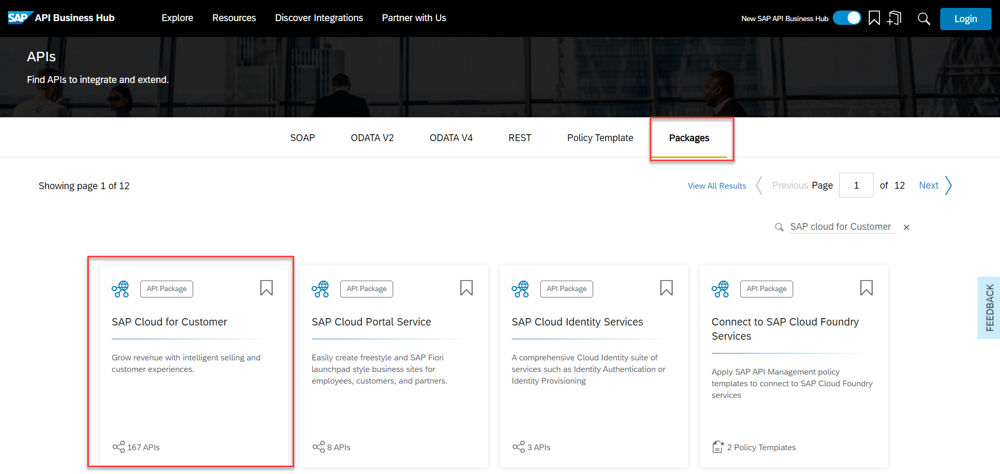 SAP API Business Hub
Explore
Resources
Discover Integrations
Partner with Us
New SAP API Business Hub
Login
APIs
Find APIs to integrate and extend.
SOAP
ODATA V2
ODATA V4
REST
Policy Template
Packages
Showing page 1 of 12
View All Results
Previous Page 1 of 12 Next
SAP cloud for Customer
API Package
SAP Cloud for Customer
Grow revenue with intelligent selling and
customer experiences.
167 APIs
API Package
SAP Cloud Portal Service
Easily create freestyle and SAP Fiori
launchpad style business sites for
employees, customers, and partners.
8 APIs
API Package
SAP Cloud Identity Services
A comprehensive Cloud Identity suite of
services such as Identity Authentication or
Identity Provisioning
3 APIs
API Package
Connect to SAP Cloud Foundry
Services
Apply SAP API Management policy
templates to connect to SAP Cloud Foundry
services
2 Policy Templates
FEEDBACK